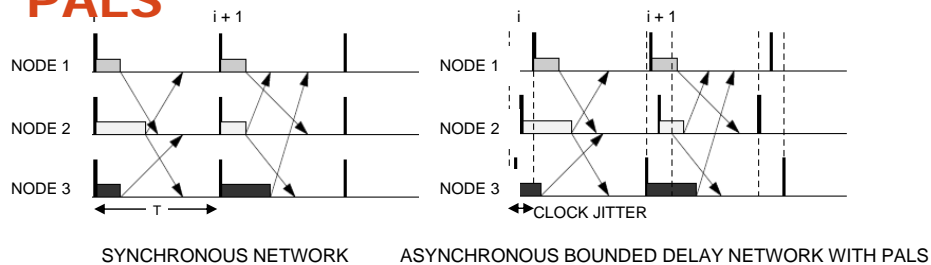 PALS
i i + 1 i i + 1
NODE 1 NODE 1
NODE 2 NODE 2
NODE 3 NODE 3
T CLOCK JITTER
SYNCHRONOUS NETWORK ASYNCHRONOUS BOUNDED DELAY NETWORK WITH PALS